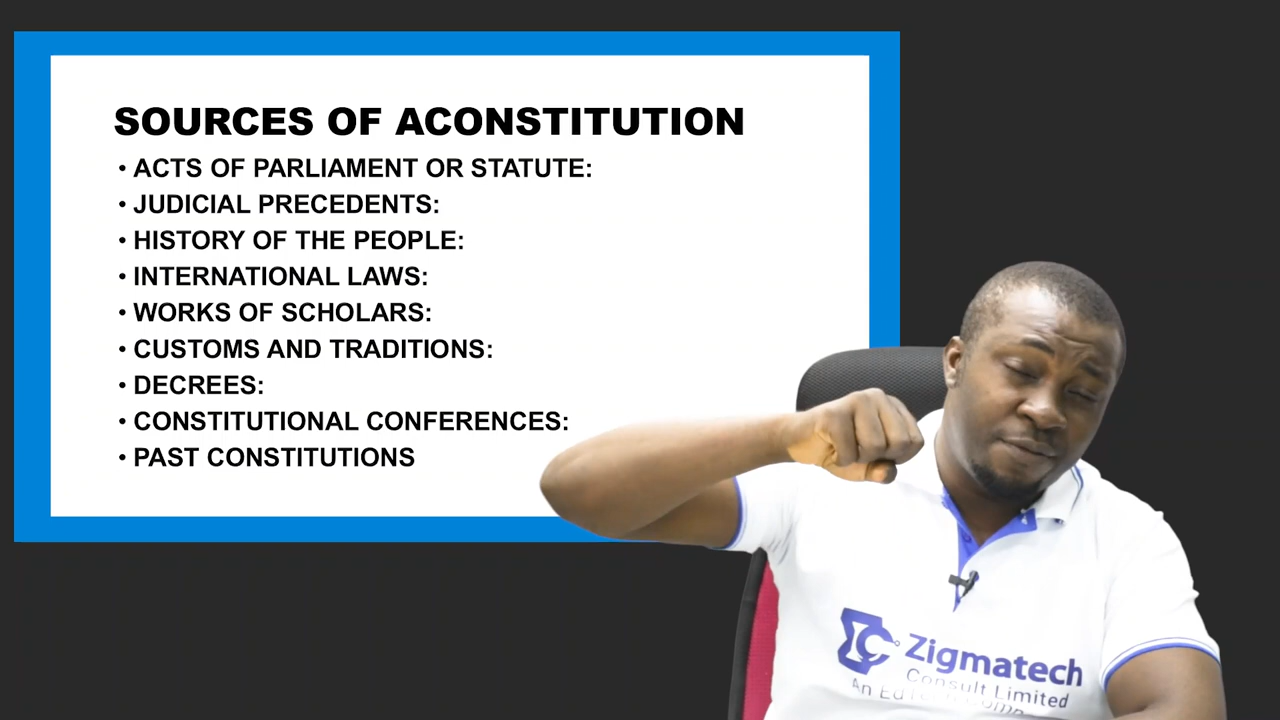 SOURCES OF ACONSTITUTION
• ACTS OF PARLIAMENT OR STATUTE:
• JUDICIAL PRECEDENTS:
• HISTORY OF THE PEOPLE:
• INTERNATIONAL LAWS:
• WORKS OF SCHOLARS:
• CUSTOMS AND TRADITIONS:
• DECREES:
• CONSTITUTIONAL CONFERENCES:
• PAST CONSTITUTIONS
Zigmatech
Consult Limited
An